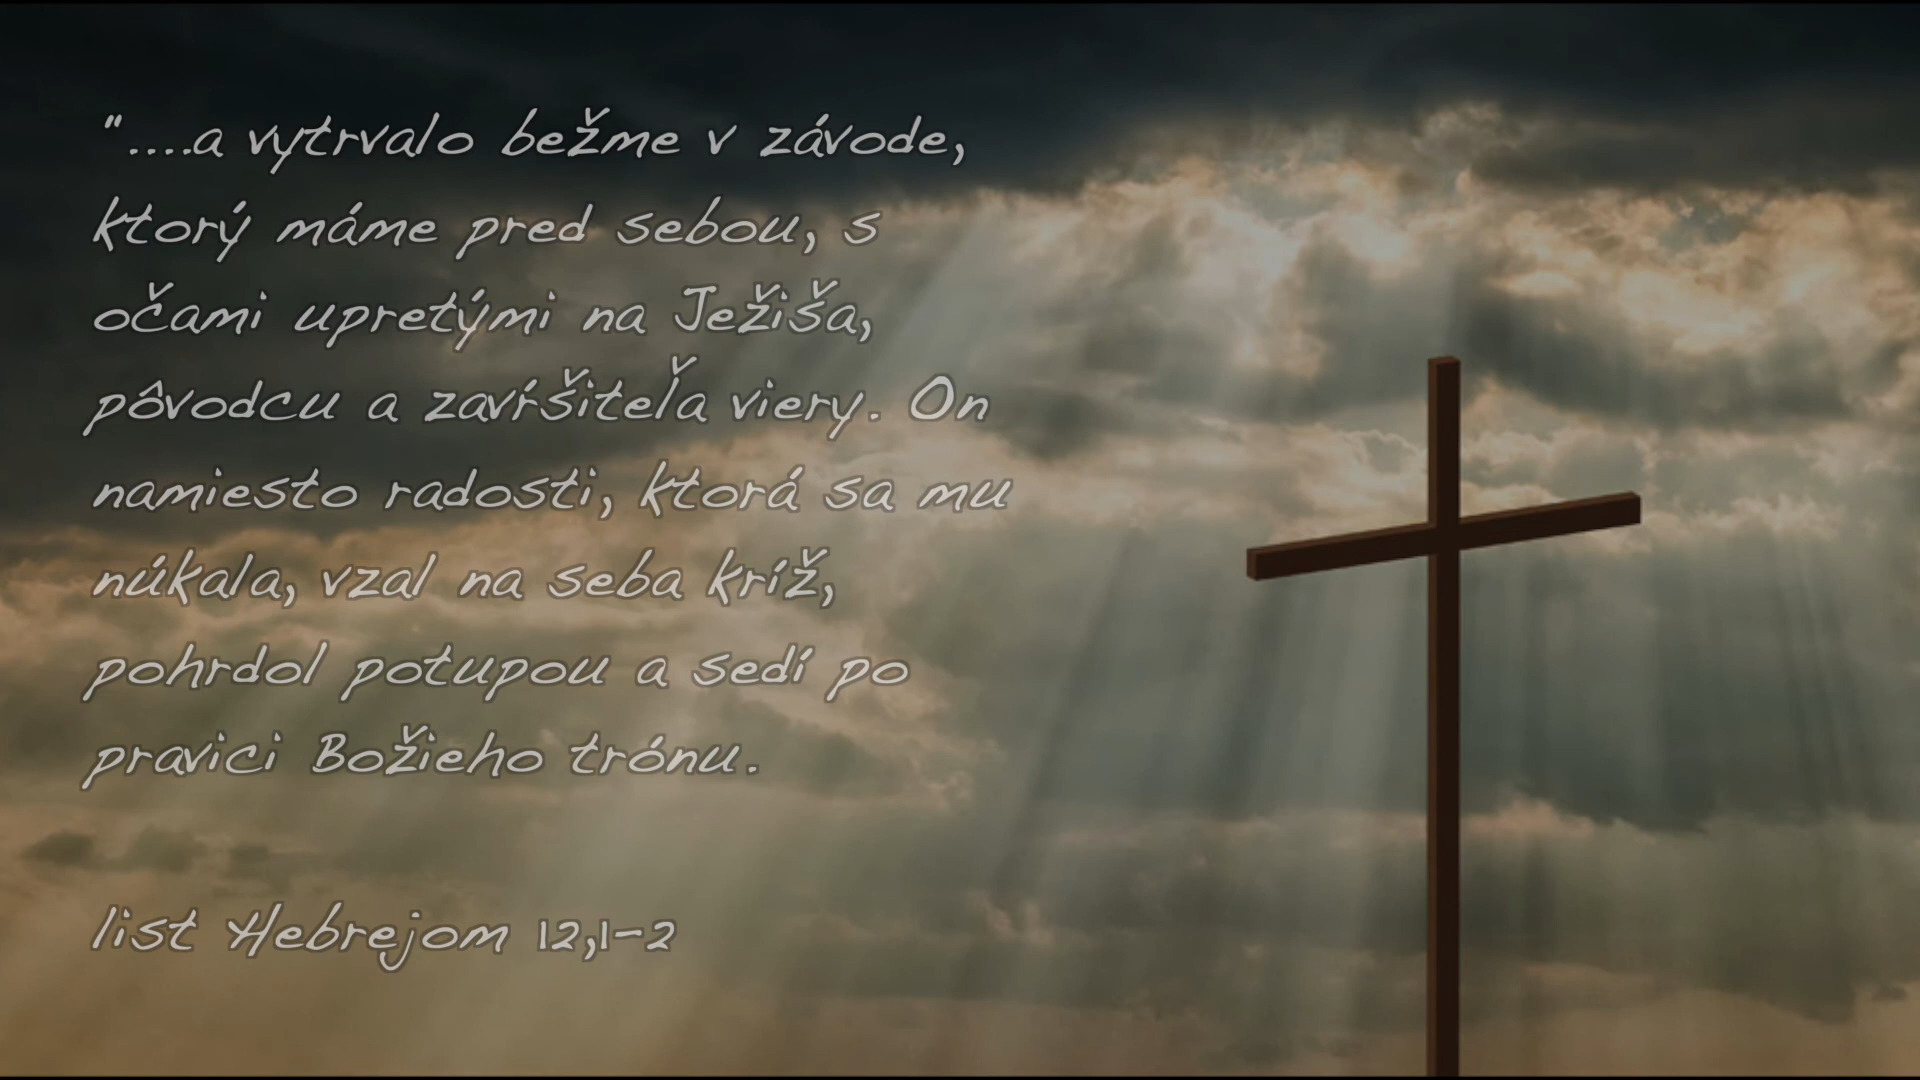 "....a vytrvalo bežme v závode,
ktorý máme pred sebou, s
očami upretými na Ježiša,
pôvodcu a zavŕšiteľa viery. On
namiesto radosti, ktorá sa mu
núkala, vzal na seba kríž,
pohrdol potupou a sedí po
pravici Božieho trónu.
list Hebrejom 12,1-2